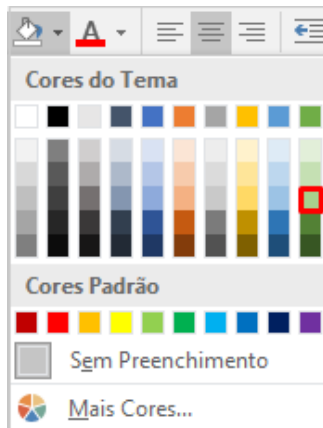 A
Cores do Tema
Cores Padrão
Sem Preenchimento
Mais Cores...